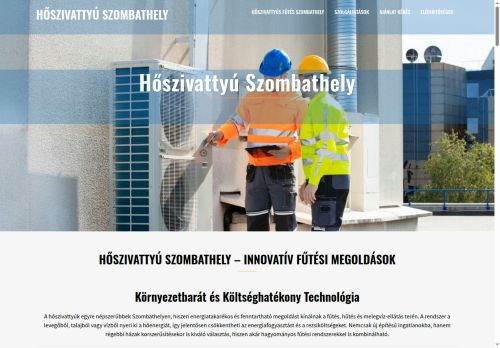 HŐSZIVATTYÚ SZOMBATHELY
HŐSZIVATTYÚS FŰTÉS SZOMBATHELY SZOLGÁLTATÁSOK AJÁNLAT KÉRÉS ELÉRHETŐSÉGEK
Hőszivattyú Szombathely
HŐSZIVATTYÚ SZOMBATHELY – INNOVATÍV FŰTÉSI MEGOLDÁSOK
Környezetbarát és Költséghatékony Technológia
A hőszivattyúk egyre népszerűbbek Szombathelyen, hiszen energiatakarékos és fenntartható megoldást kínálnak a fűtés, hűtés és melegvíz-ellátás terén. A rendszer a
levegőből, talajból vagy vízből nyeri ki a hőenergiát, így jelentősen csökkentheti az energiafogyasztást és a rezsiköltségeket. Nemcsak új építésű ingatlanokba, hanem
régebbi házak korszerűsítésekor is kiváló választás, hiszen akár hagyományos fűtési rendszerekkel is kombinálható.